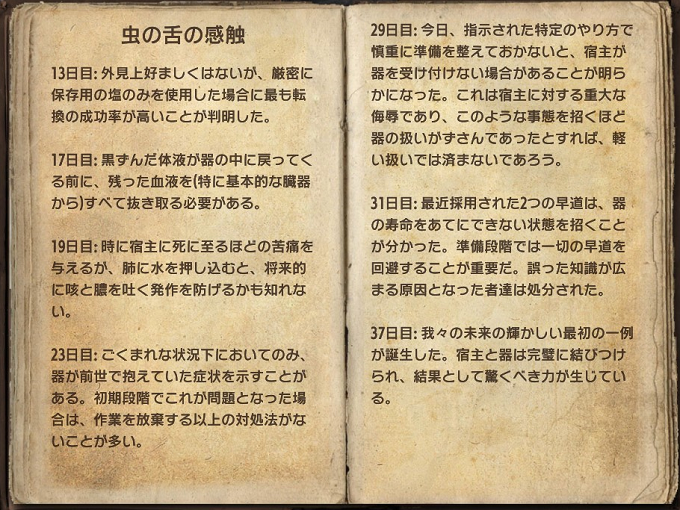 虫の舌の感触
13日目: 外見上好ましくはないが、厳密に
保存用の塩のみを使用した場合に最も転
換の成功率が高いことが判明した。
17日目: 黒ずんだ体液が器の中に戻ってく
る前に、残った血液を(特に基本的な臓器
から)すべて抜き取る必要がある。
19日目: 時に宿主に死に至るほどの苦痛を
与えるが、肺に水を押し込むと、将来的
に咳と膿を吐く発作を防げるかも知れな
い。
23日目: ごくまれな状況下においてのみ、
器が前世で抱えていた症状を示すことが
ある。初期段階でこれが問題となった場
合は、作業を放棄する以上の対処法がな
いことが多い。
29日目: 今日、指示された特定のやり方で
慎重に準備を整えておかないと、宿主が
器を受け付けない場合があることが明ら
かになった。これは宿主に対する重大な
侮辱であり、このような事態を招くほど
器の扱いがずさんであったとすれば、軽
い扱いでは済まないであろう。
31日目: 最近採用された2つの早道は、器
の寿命をあてにできない状態を招くこと
が分かった。準備段階では一切の早道を
回避することが重要だ。誤った知識が広
まる原因となった者達は処分された。
37日目: 我々の未来の輝かしい最初の一例
が誕生した。宿主と器は完璧に結びつけ
られ、結果として驚くべき力が生じてい
る。